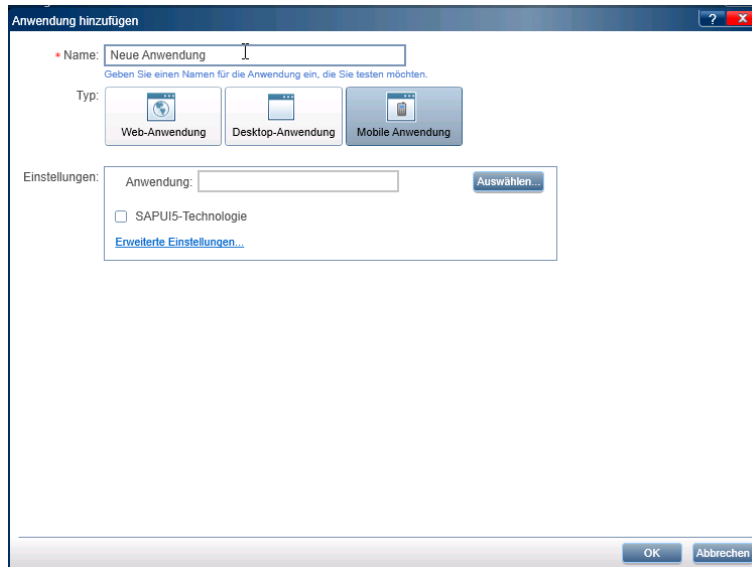 Anwendung hinzufügen
? X
* Name: Neue Anwendung
Geben Sie einen Namen für die Anwendung ein, die Sie testen möchten.
Typ:
Web-Anwendung Desktop-Anwendung Mobile Anwendung
Einstellungen:
Anwendung: Auswählen...
SAPUI5-Technologie
Erweiterte Einstellungen...
OK Abbrechen